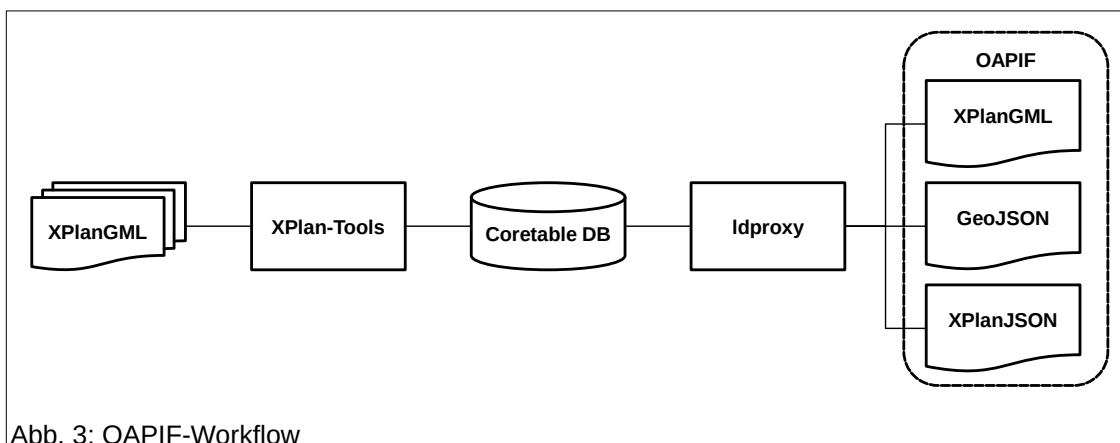 OAPIF
XPlanGML
XPlanGML
XPlan-Tools
Coretable DB
ldproxy
GeoJSON
XPlanJSON
Abb. 3: OAPIF-Workflow